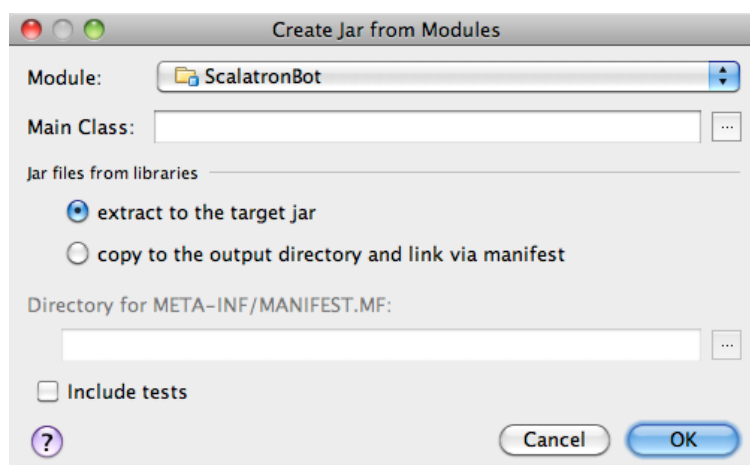 Create Jar from Modules
Module: ScalatronBot
Main Class: ...
Jar files from libraries
extract to the target jar
copy to the output directory and link via manifest
Directory for META-INF/MANIFEST.MF:
...
Include tests
? Cancel OK